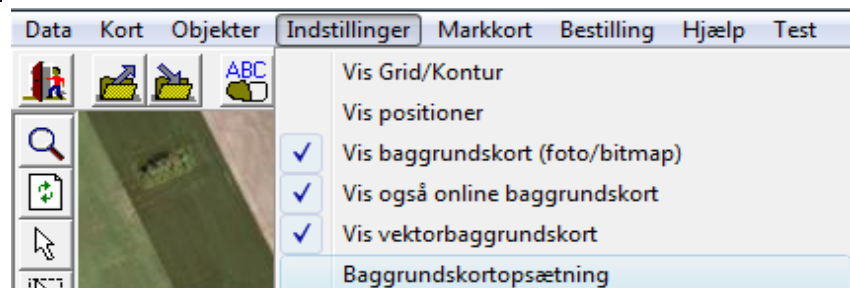 Data Kort Objekter Indstillinger Markkort Bestilling Hjælp Test
ABC
Vis Grid/Kontur
Vis positioner
Vis baggrundskort (foto/bitmap)
Vis også online baggrundskort
Vis vektorbaggrundskort
Baggrundskortopsætning